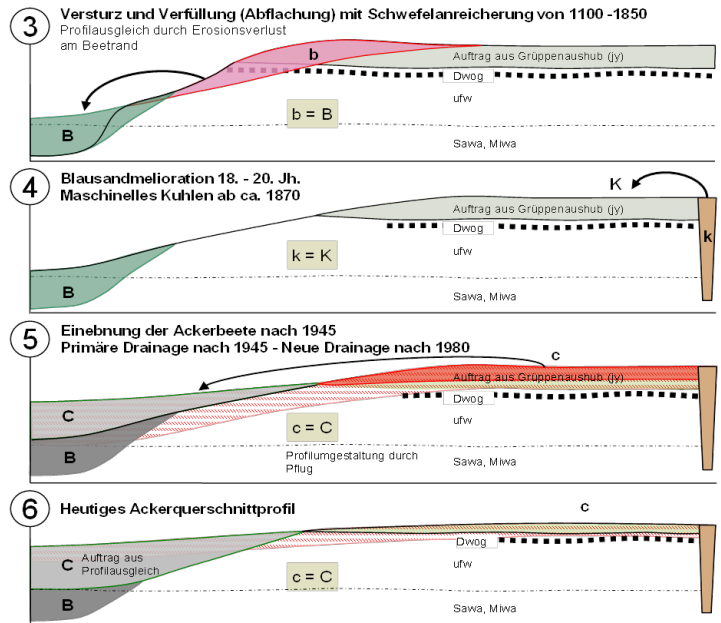 3
Versturz und Verfüllung (Abflachung) mit Schwefelanreicherung von 1100 -1850
Profilausgleich durch Erosionsverlust
am Beetrand
b
Auftrag aus Grüppenaushub (jy)
Dwog
ufw
b = B
B
Sawa, Miwa
4
Blausandmelioration 18. - 20. Jh.
Maschinelles Kuhlen ab ca. 1870
K
Auftrag aus Grüppenaushub (jy)
Dwog
k
ufw
k = K
B
Sawa, Miwa
5
Einebnung der Ackerbeete nach 1945
Primäre Drainage nach 1945 - Neue Drainage nach 1980
c
Auftrag aus Grüppenaushub (jy)
Dwog
C
ufw
c = C
B
Profilumgestaltung durch
Pflug
Sawa, Miwa
6
Heutiges Ackerquerschnittprofil
c
Dwog
C
Auftrag aus
Profilausgleich
ufw
c = C
B
Sawa, Miwa